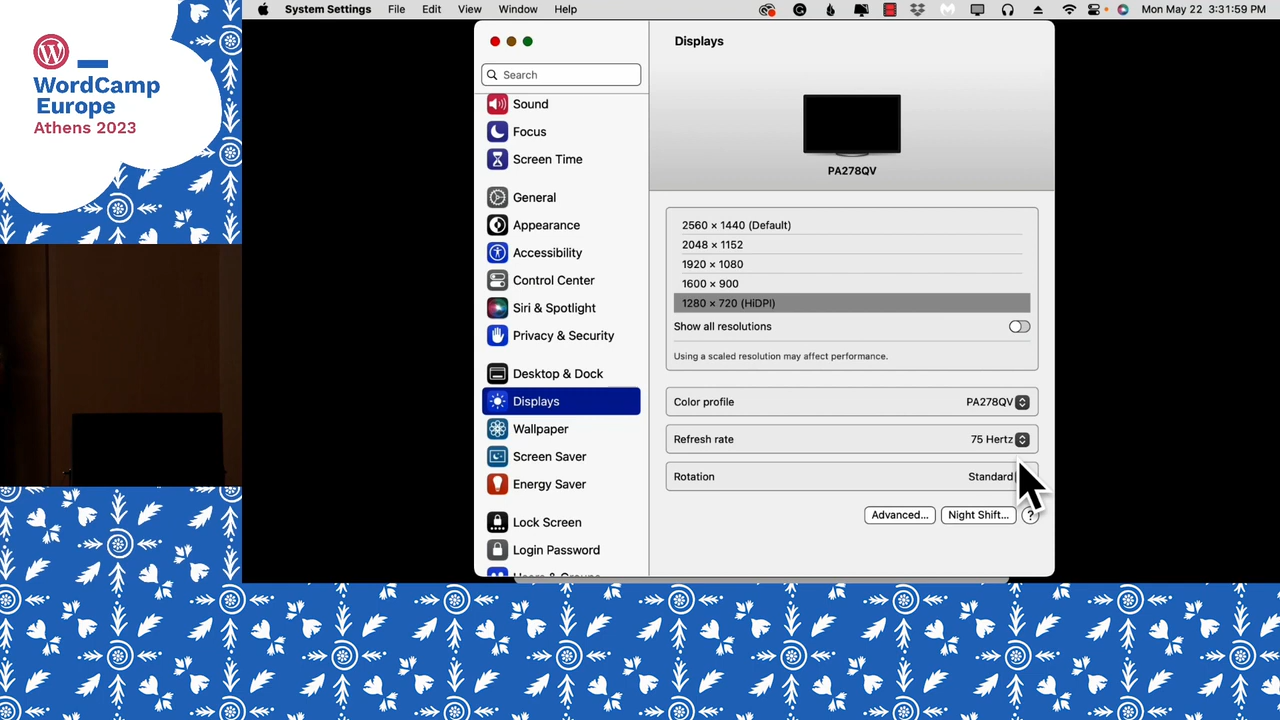 WordCamp
Europe
Athens 2023
System Settings File Edit View Window Help Mon May 22 3:31:59 PM
Displays
Search
Sound
Focus
Screen Time
General
Appearance
Accessibility
Control Center
Siri & Spotlight
Privacy & Security
Desktop & Dock
Displays
Wallpaper
Screen Saver
Energy Saver
Lock Screen
Login Password
PA278QV
2560 × 1440 (Default)
2048 × 1152
1920 × 1080
1600 × 900
1280 × 720 (HiDPI)
Show all resolutions
Using a scaled resolution may affect performance.
Color profile PA278QV
Refresh rate 75 Hertz
Rotation Standard
Advanced... Night Shift... ?